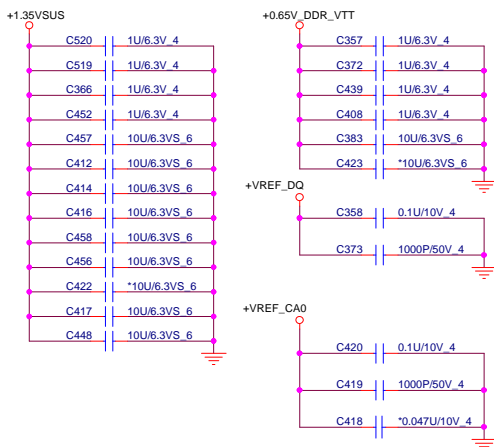 +1.35VSUS
C520 1U/6.3V_4
C519 1U/6.3V_4
C366 1U/6.3V_4
C452 1U/6.3V_4
C457 10U/6.3VS_6
C412 10U/6.3VS_6
C414 10U/6.3VS_6
C416 10U/6.3VS_6
C458 10U/6.3VS_6
C456 10U/6.3VS_6
C422 *10U/6.3VS_6
C417 10U/6.3VS_6
C448 10U/6.3VS_6
+0.65V_DDR_VTT
C357 1U/6.3V_4
C372 1U/6.3V_4
C439 1U/6.3V_4
C408 1U/6.3V_4
C383 10U/6.3VS_6
C423 *10U/6.3VS_6
+VREF_DQ
C358 0.1U/10V_4
C373 1000P/50V_4
+VREF_CA0
C420 0.1U/10V_4
C419 1000P/50V_4
C418 *0.047U/10V_4